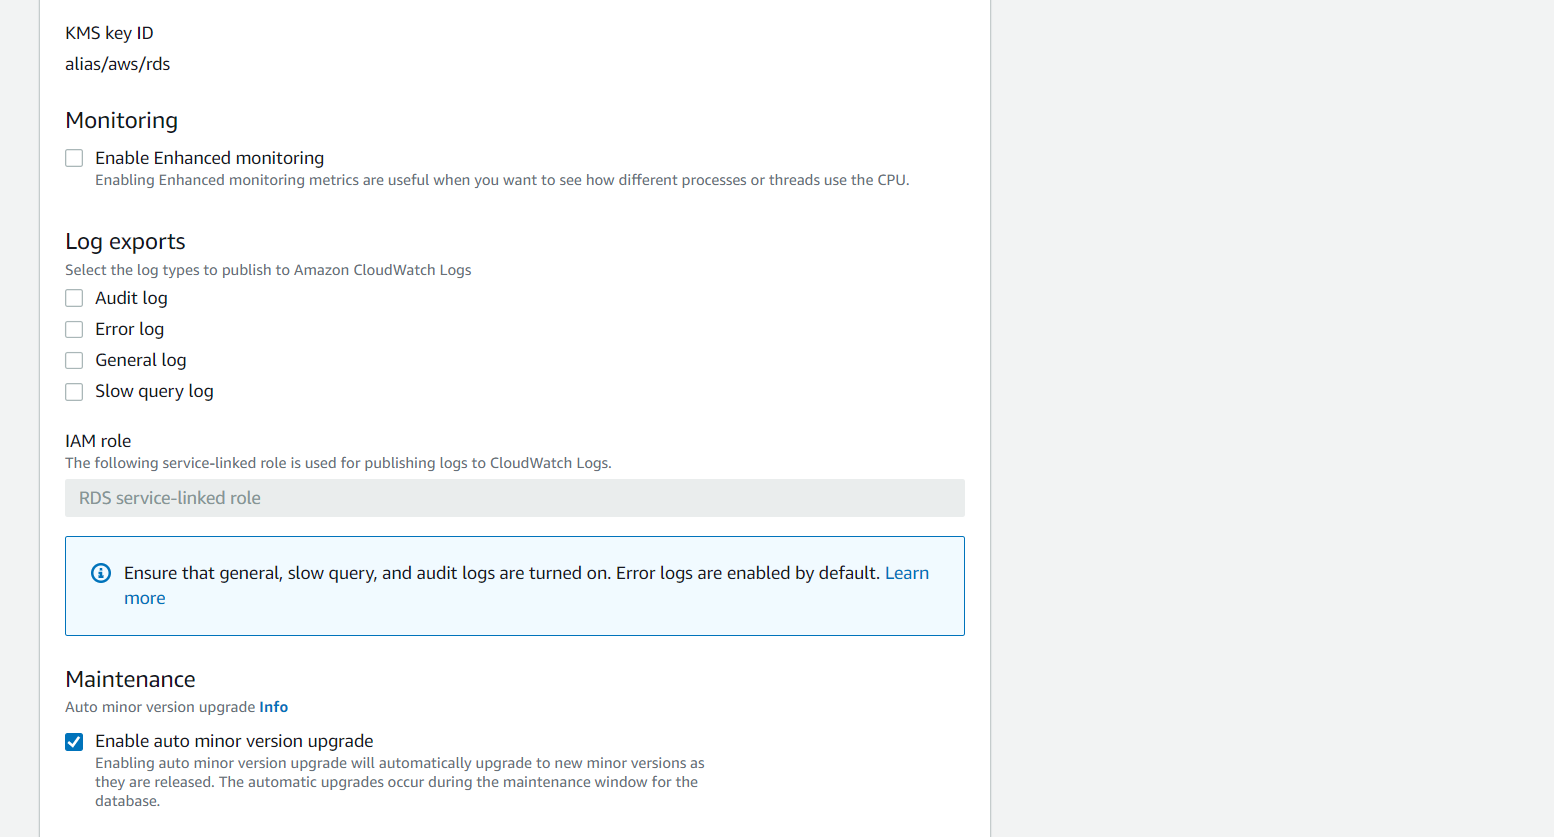 KMS key ID
alias/aws/rds
Monitoring
Enable Enhanced monitoring
Enabling Enhanced monitoring metrics are useful when you want to see how different processes or threads use the CPU.
Log exports
Select the log types to publish to Amazon CloudWatch Logs
Audit log
Error log
General log
Slow query log
IAM role
The following service-linked role is used for publishing logs to CloudWatch Logs.
RDS service-linked role
Ensure that general, slow query, and audit logs are turned on. Error logs are enabled by default. Learn
more
Maintenance
Auto minor version upgrade Info
Enable auto minor version upgrade
Enabling auto minor version upgrade will automatically upgrade to new minor versions as
they are released. The automatic upgrades occur during the maintenance window for the
database.